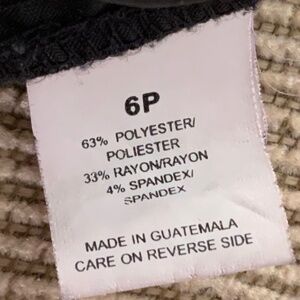 6P
63% POLYESTER/
POLIESTER
33% RAYON/RAYON
4% SPANDEX/
SPANDEX
MADE IN GUATEMALA
CARE ON REVERSE SIDE